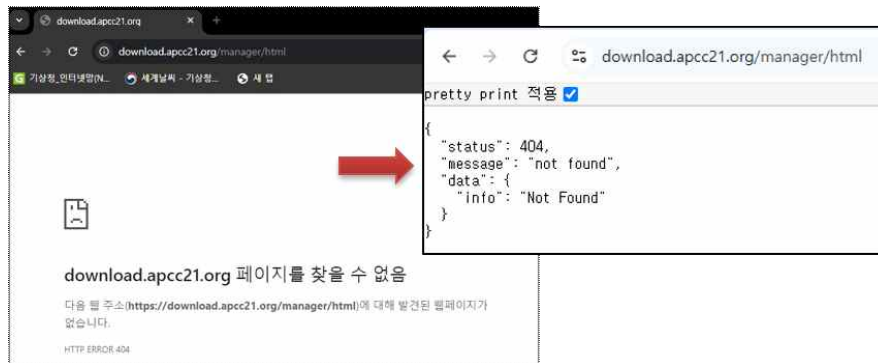 download.apcc21.org
download.apcc21.org/manager/html
기상청_인터넷망(N...
세계날씨 - 기상청...
새 탭
download.apcc21.org 페이지를 찾을 수 없음
다음 웹 주소(https://download.apcc21.org/manager/html)에 대해 발견된 웹페이지가
없습니다.
HTTP ERROR 404
download.apcc21.org/manager/html
pretty print 적용
{
"status": 404,
"message": "not found",
"data": {
"info": "Not Found"
}
}